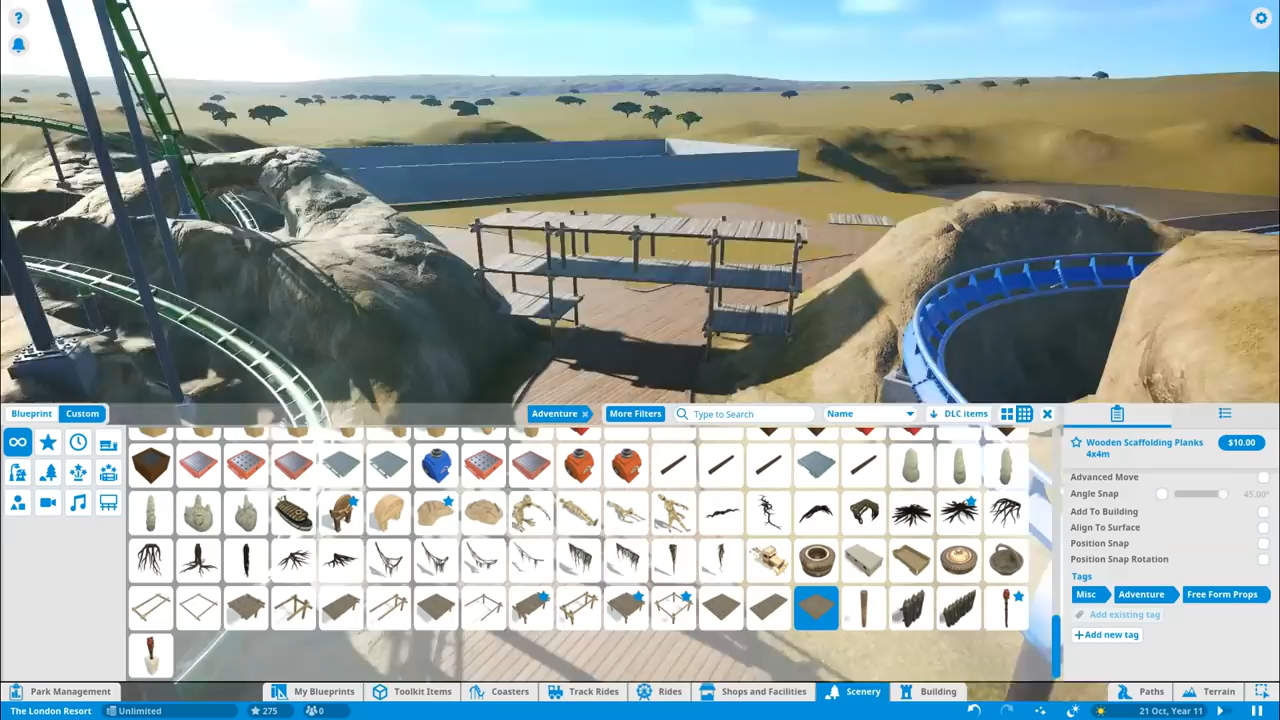 ?
Blueprint Custom Adventure × More Filters Type to Search Name DLC items
Wooden Scaffolding Planks 4x4m $10.00
Advanced Move
Angle Snap 45.00°
Add To Building
Align To Surface
Position Snap
Position Snap Rotation
Tags
Misc Adventure Free Form Props
Add existing tag
+Add new tag
Park Management My Blueprints Toolkit Items Coasters Track Rides Rides Shops and Facilities Scenery Building Paths Terrain
The London Resort Unlimited 275 0 21 Oct, Year 11